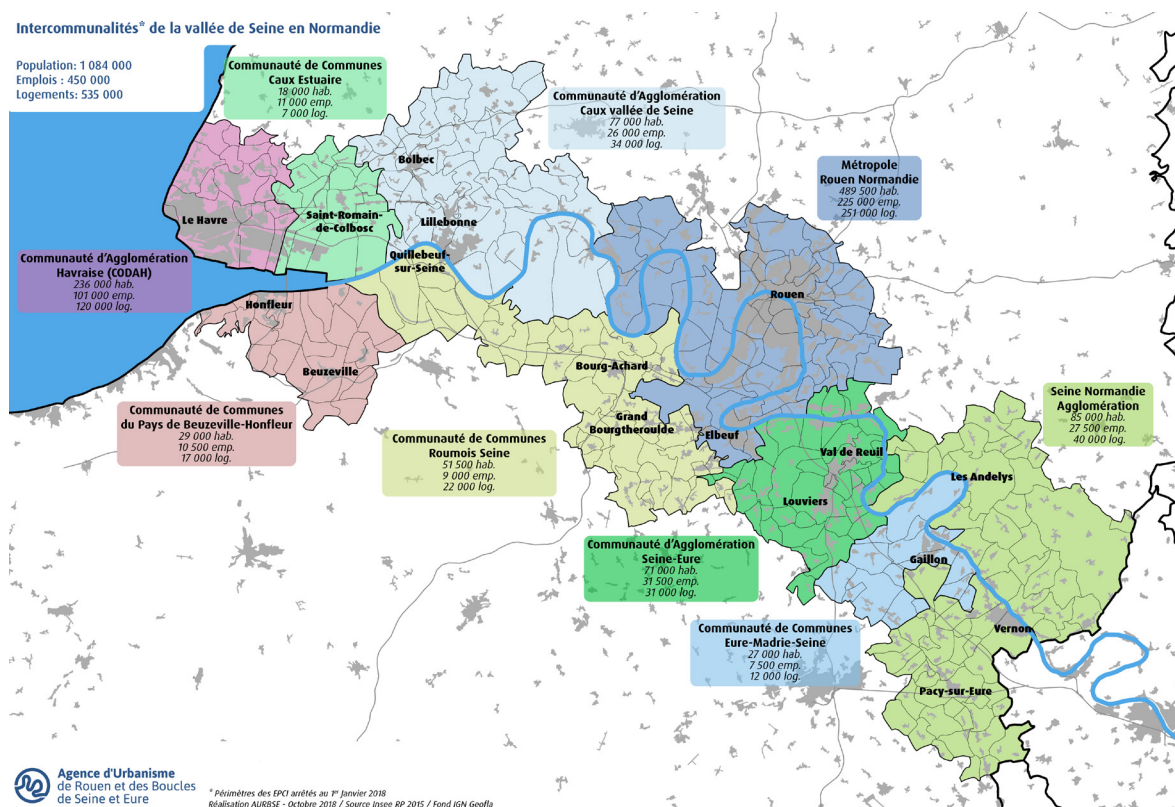 Intercommunalités* de la vallée de Seine en Normandie
Population: 1 084 000
Emplois : 450 000
Logements: 535 000
Communauté de Communes
Caux Estuaire
18 000 hab.
11 000 emp.
7 000 log.
Communauté d'Agglomération
Caux vallée de Seine
77 000 hab.
26 000 emp.
34 000 log.
Métropole
Rouen Normandie
489 500 hab.
225 000 emp.
251 000 log.
Bolbec
Le Havre
Saint-Romain-
de-Colbosc
Lillebonne
Quillebeuf-
sur-Seine
Communauté d'Agglomération
Havraise (CODAH)
236 000 hab.
101 000 emp.
120 000 log.
Honfleur
Rouen
Beuzeville
Bourg-Achard
Communauté de Communes
du Pays de Beuzeville-Honfleur
29 000 hab.
10 500 emp.
17 000 log.
Grand
Bourgtheroulde
Elbeuf
Seine Normandie
Agglomération
85 000 hab.
27 500 emp.
40 000 log.
Communauté de Communes
Roumois Seine
51 500 hab.
9 000 emp.
22 000 log.
Val de Reuil
Les Andelys
Louviers
Communauté d'Agglomération
Seine-Eure
71 000 hab.
31 500 emp.
31 000 log.
Gaillon
Communauté de Communes
Eure-Madrie-Seine
27 000 hab.
7 500 emp.
12 000 log.
Vernon
Pacy-sur-Eure
Agence d'Urbanisme
de Rouen et des Boucles
de Seine et Eure
* Périmètres des EPCI arrêtés au 1er Janvier 2018
Réalisation AURBSE - Octobre 2018 / Source Insee RP 2015 / Fond IGN Geofla